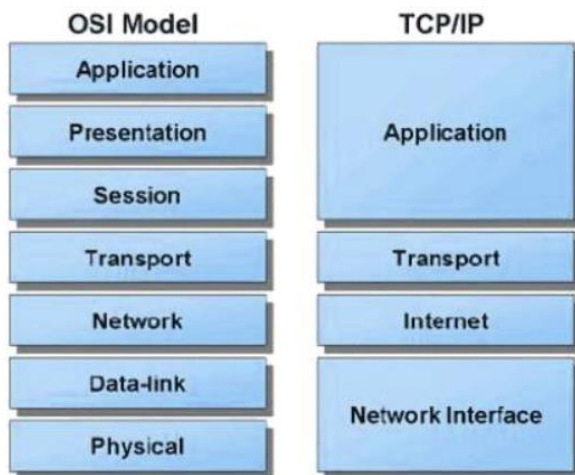 OSI Model
TCP/IP
Application
Presentation
Session
Transport
Network
Data-link
Physical
Application
Transport
Internet
Network Interface